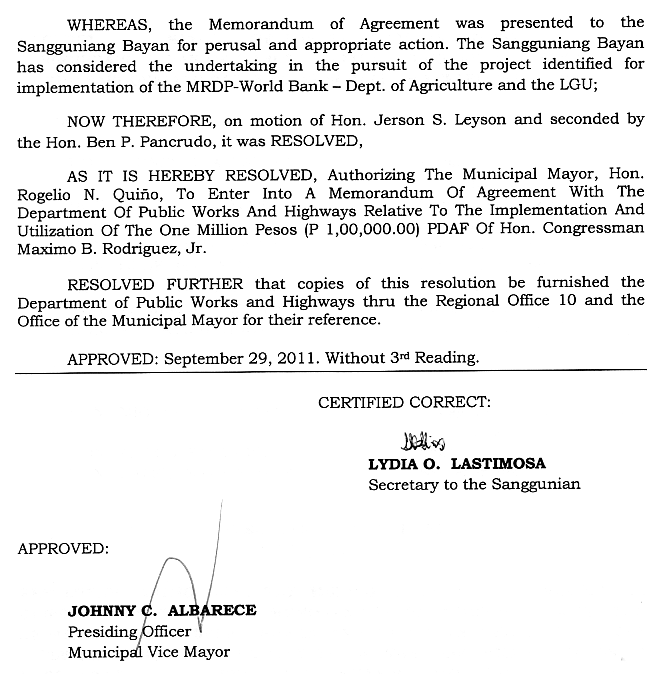 WHEREAS, the Memorandum of Agreement was presented to the
Sangguniang Bayan for perusal and appropriate action. The Sangguniang Bayan
has considered the undertaking in the pursuit of the project identified for
implementation of the MRDP-World Bank – Dept. of Agriculture and the LGU;
NOW THEREFORE, on motion of Hon. Jerson S. Leyson and seconded by
the Hon. Ben P. Pancrudo, it was RESOLVED,
AS IT IS HEREBY RESOLVED, Authorizing The Municipal Mayor, Hon.
Rogelio N. Quiño, To Enter Into A Memorandum Of Agreement With The
Department Of Public Works And Highways Relative To The Implementation And
Utilization Of The One Million Pesos (P 1,00,000.00) PDAF Of Hon. Congressman
Maximo B. Rodriguez, Jr.
RESOLVED FURTHER that copies of this resolution be furnished the
Department of Public Works and Highways thru the Regional Office 10 and the
Office of the Municipal Mayor for their reference.
APPROVED: September 29, 2011. Without 3rd Reading.
CERTIFIED CORRECT:
LYDIA O. LASTIMOSA
Secretary to the Sanggunian
APPROVED:
JOHNNY C. ALBARECE
Presiding Officer
Municipal Vice Mayor